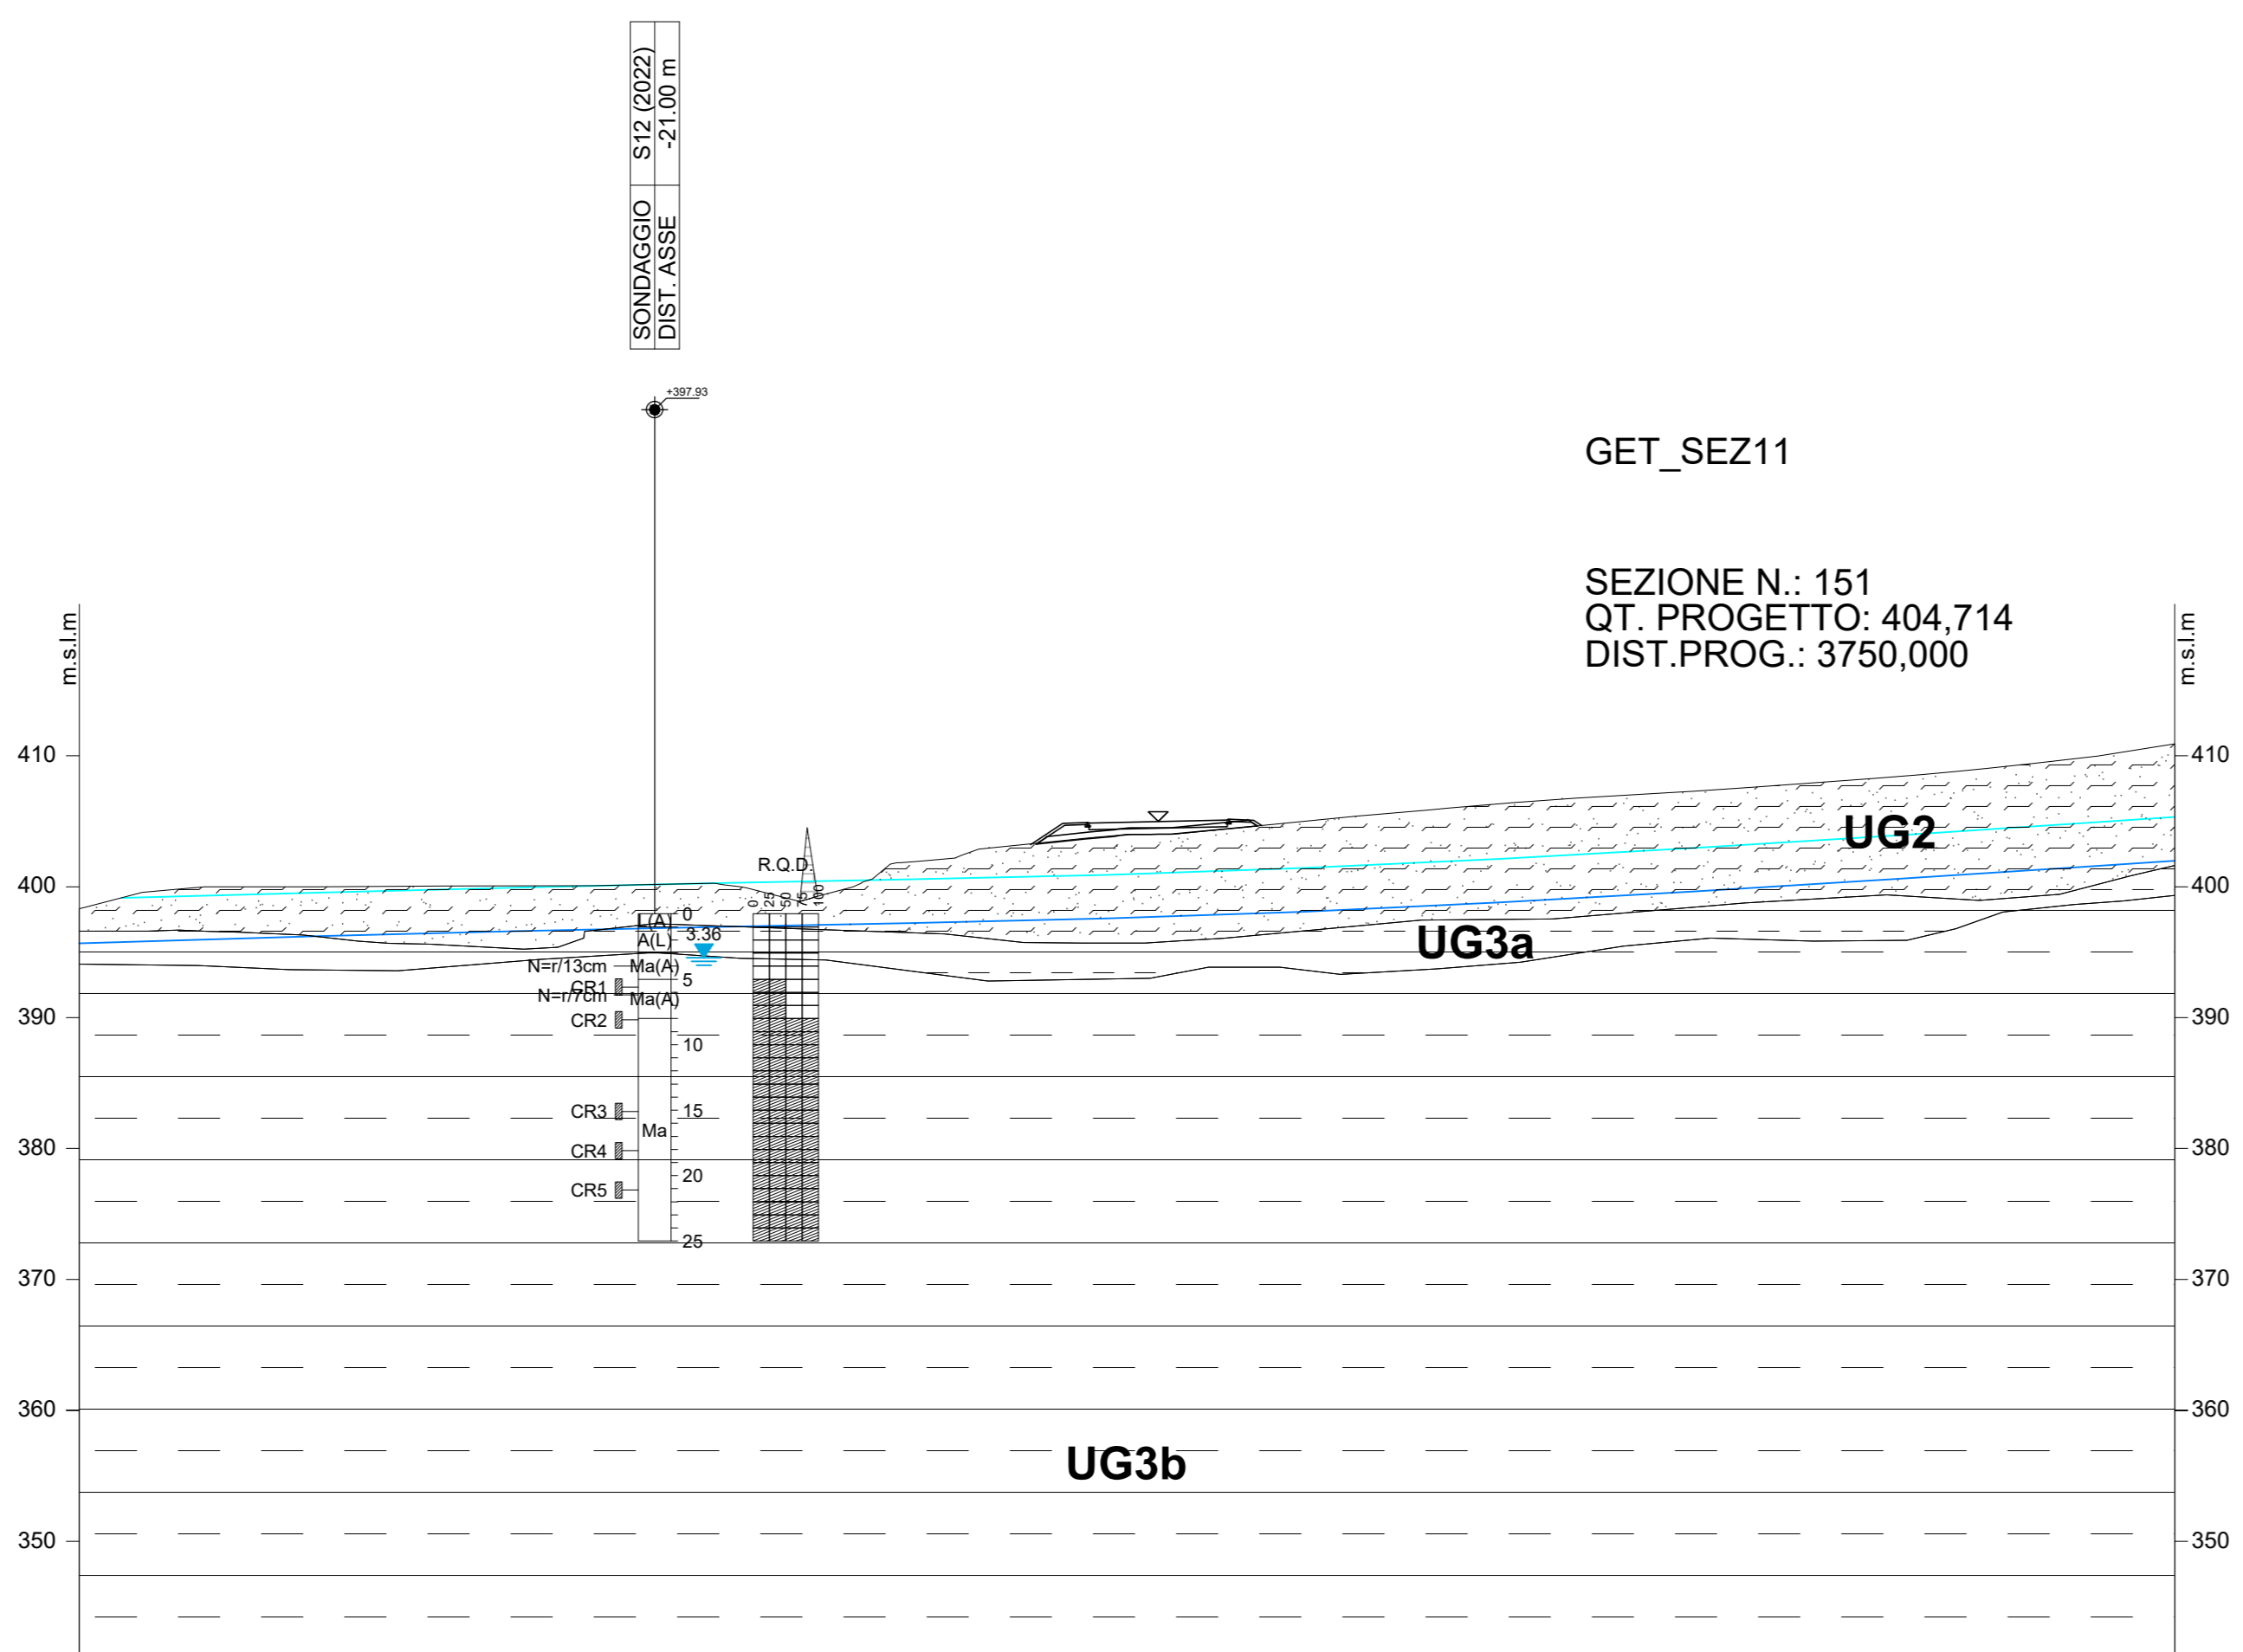 SONDAGGIO S12 (2022)
DIST. ASSE -21.00 m
+397.93
GET_SEZ11
SEZIONE N.: 151
QT. PROGETTO: 404,714
DIST.PROG.: 3750,000
m.s.l.m
m.s.l.m
410
410
R.Q.D.
UG2
400
400
0 25 50 75 100
L(A)
0
3.36
A(L)
UG3a
N=r/13cm
Ma(A)
5
CR1
N=r/7cm
Ma(A)
390
390
CR2
10
CR3
15
Ma
380
380
CR4
20
CR5
25
370
370
360
360
UG3b
350
350